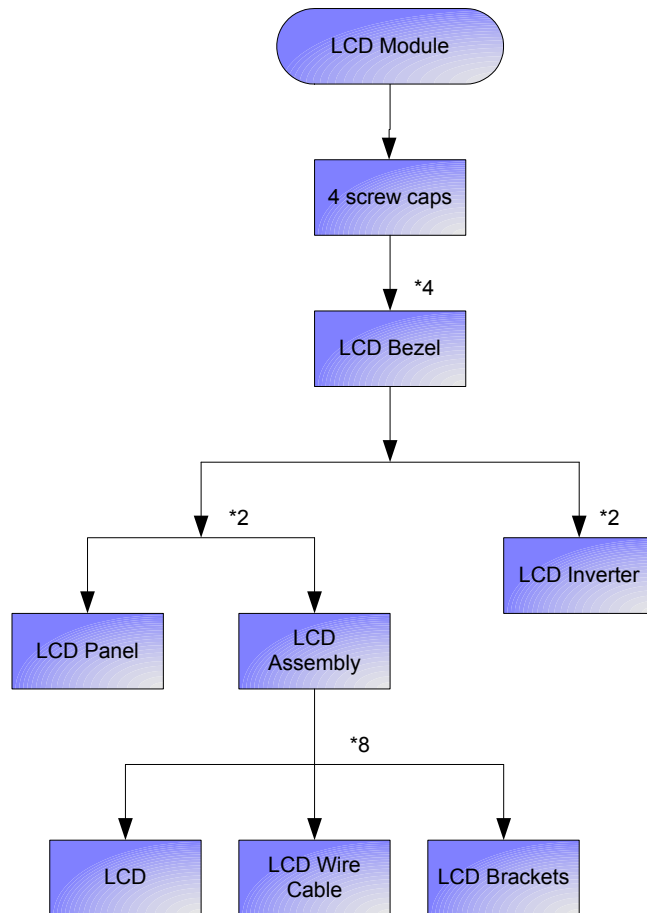 LCD Module
4 screw caps
*4
LCD Bezel
*2
*2
LCD Inverter
LCD Panel
LCD
Assembly
*8
LCD
LCD Wire
Cable
LCD Brackets